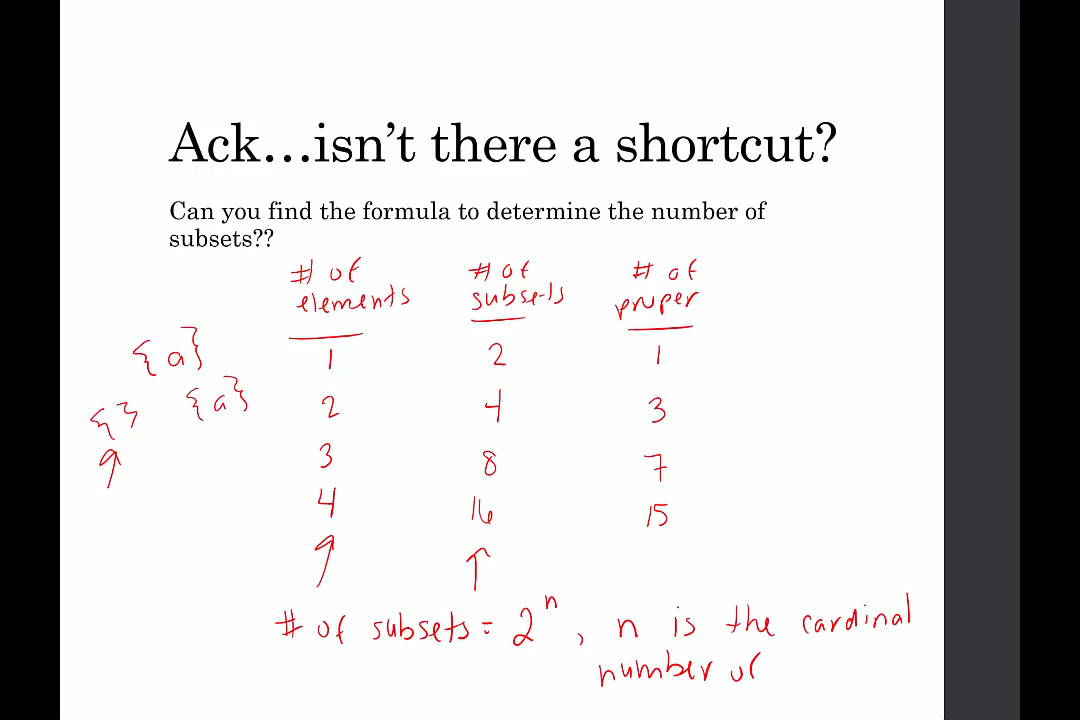 Ack…isn't there a shortcut?
Can you find the formula to determine the number of
subsets??
# of # of # of
elements subsets proper
{a} 1 2 1
{ } {a} 2 4 3
3 8 7
4 16 15
# of subsets = 2ⁿ, n is the cardinal
number of